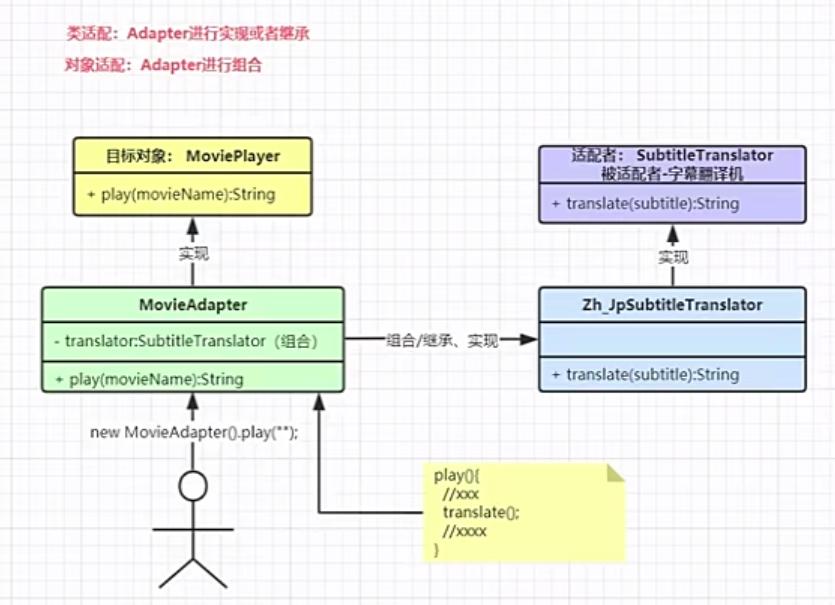 类适配：Adapter进行实现或者继承
对象适配：Adapter进行组合
目标对象： MoviePlayer
+ play(movieName):String
适配者： SubtitleTranslator
被适配者-字幕翻译机
+ translate(subtitle):String
实现
实现
MovieAdapter
- translator:SubtitleTranslator（组合）
+ play(movieName):String
组合/继承、实现
Zh_JpSubtitleTranslator
+ translate(subtitle):String
new MovieAdapter().play("");
play(){
//xxx
translate();
//xxxx
}